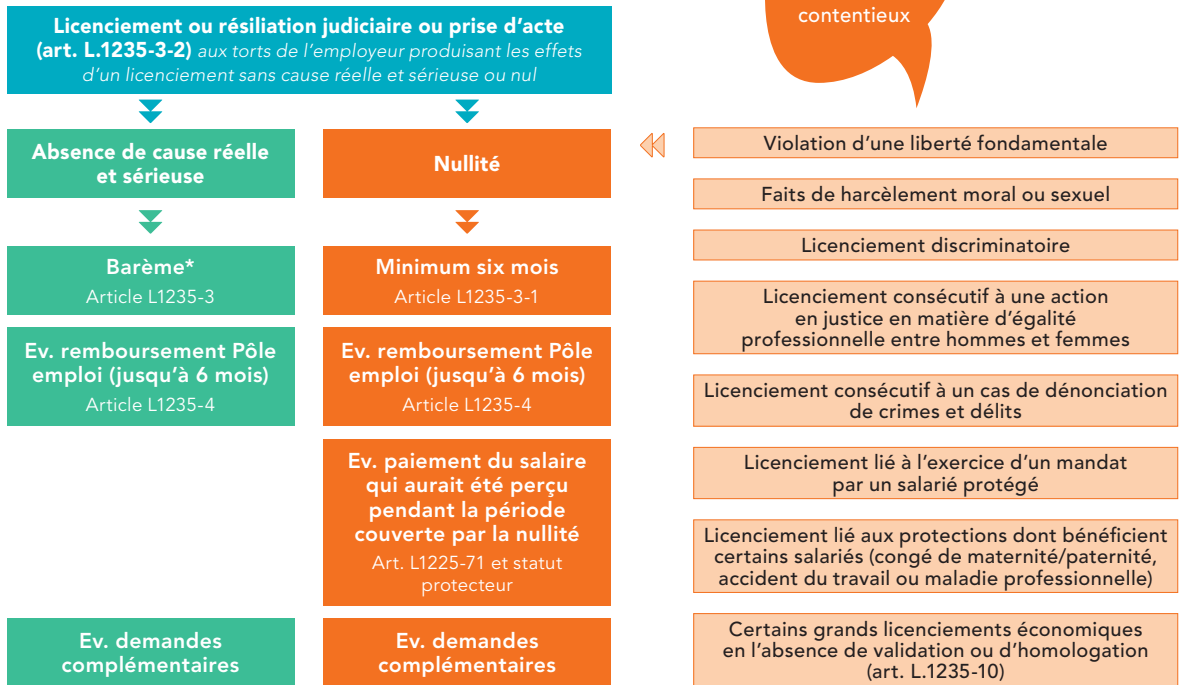 contentieux
Licenciement ou résiliation judiciaire ou prise d’acte
(art. L.1235-3-2) aux torts de l’employeur produisant les effets
d’un licenciement sans cause réelle et sérieuse ou nul
Absence de cause réelle
et sérieuse
Nullité
Barème*
Article L1235-3
Minimum six mois
Article L1235-3-1
Ev. remboursement Pôle
emploi (jusqu’à 6 mois)
Article L1235-4
Ev. remboursement Pôle
emploi (jusqu’à 6 mois)
Article L1235-4
Ev. paiement du salaire
qui aurait été perçu
pendant la période
couverte par la nullité
Art. L1225-71 et statut
protecteur
Ev. demandes
complémentaires
Ev. demandes
complémentaires
Violation d’une liberté fondamentale
Faits de harcèlement moral ou sexuel
Licenciement discriminatoire
Licenciement consécutif à une action
en justice en matière d’égalité
professionnelle entre hommes et femmes
Licenciement consécutif à un cas de dénonciation
de crimes et délits
Licenciement lié à l’exercice d’un mandat
par un salarié protégé
Licenciement lié aux protections dont bénéficient
certains salariés (congé de maternité/paternité,
accident du travail ou maladie professionnelle)
Certains grands licenciements économiques
en l’absence de validation ou d’homologation
(art. L.1235-10)